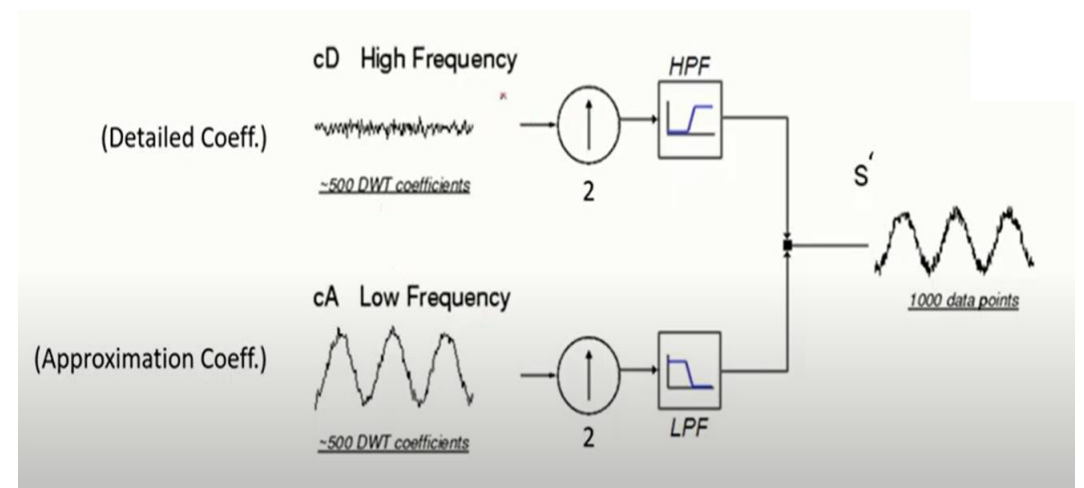 cD High Frequency
HPF
(Detailed Coeff.)
~500 DWT coefficients
2
S′
1000 data points
cA Low Frequency
(Approximation Coeff.)
~500 DWT coefficients
2
LPF